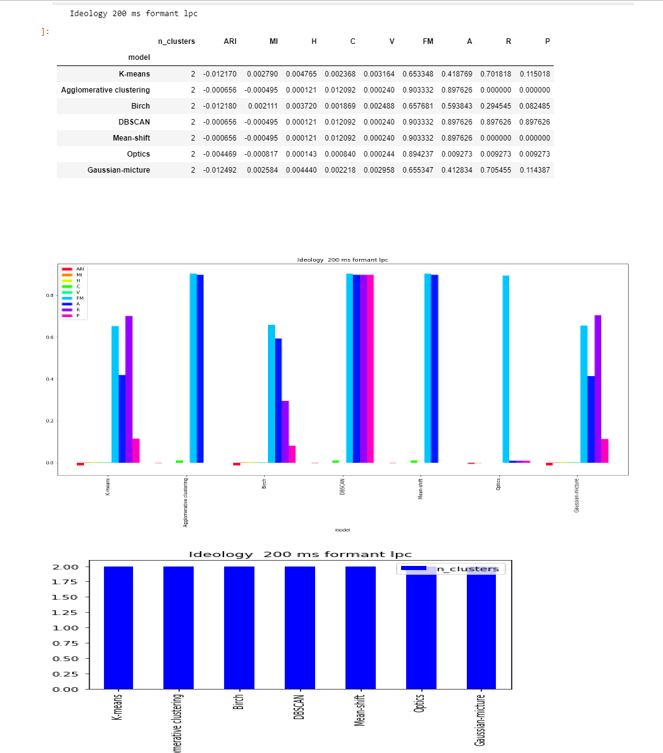 Ideology 200 ms formant lpc
]:
n_clusters ARI MI H C V FM A R P
model
K-means 2 -0.012170 0.002790 0.004765 0.002368 0.003164 0.653348 0.418769 0.701818 0.115018
Agglomerative clustering 2 -0.000656 -0.000495 0.000121 0.012092 0.000240 0.903332 0.897626 0.000000 0.000000
Birch 2 -0.012180 0.002111 0.003720 0.001869 0.002488 0.657681 0.593843 0.294545 0.082485
DBSCAN 2 -0.000656 -0.000495 0.000121 0.012092 0.000240 0.903332 0.897626 0.897626 0.897626
Mean-shift 2 -0.000656 -0.000495 0.000121 0.012092 0.000240 0.903332 0.897626 0.000000 0.000000
Optics 2 -0.004469 -0.000817 0.000143 0.000840 0.000244 0.894237 0.009273 0.009273 0.009273
Gaussian-micture 2 -0.012492 0.002584 0.004440 0.002218 0.002958 0.655347 0.412834 0.705455 0.114387
Ideology 200 ms formant lpc
ARI
MI
H
C
V
FM
A
R
P
0.8
0.6
0.4
0.2
0.0
K-means
Agglomerative clustering
Birch
DBSCAN
Mean-shift
Optics
Gaussian-micture
model
Ideology 200 ms formant lpc
n_clusters
2.00
1.75
1.50
1.25
1.00
0.75
0.50
0.25
0.00
K-means
merative clustering
Birch
DBSCAN
Mean-shift
Optics
Gaussian-micture